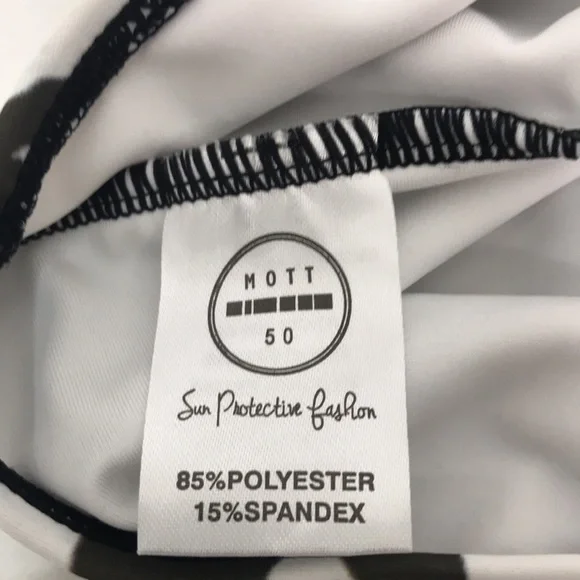 MOTT
50
Sun Protective fashion
85%POLYESTER
15%SPANDEX